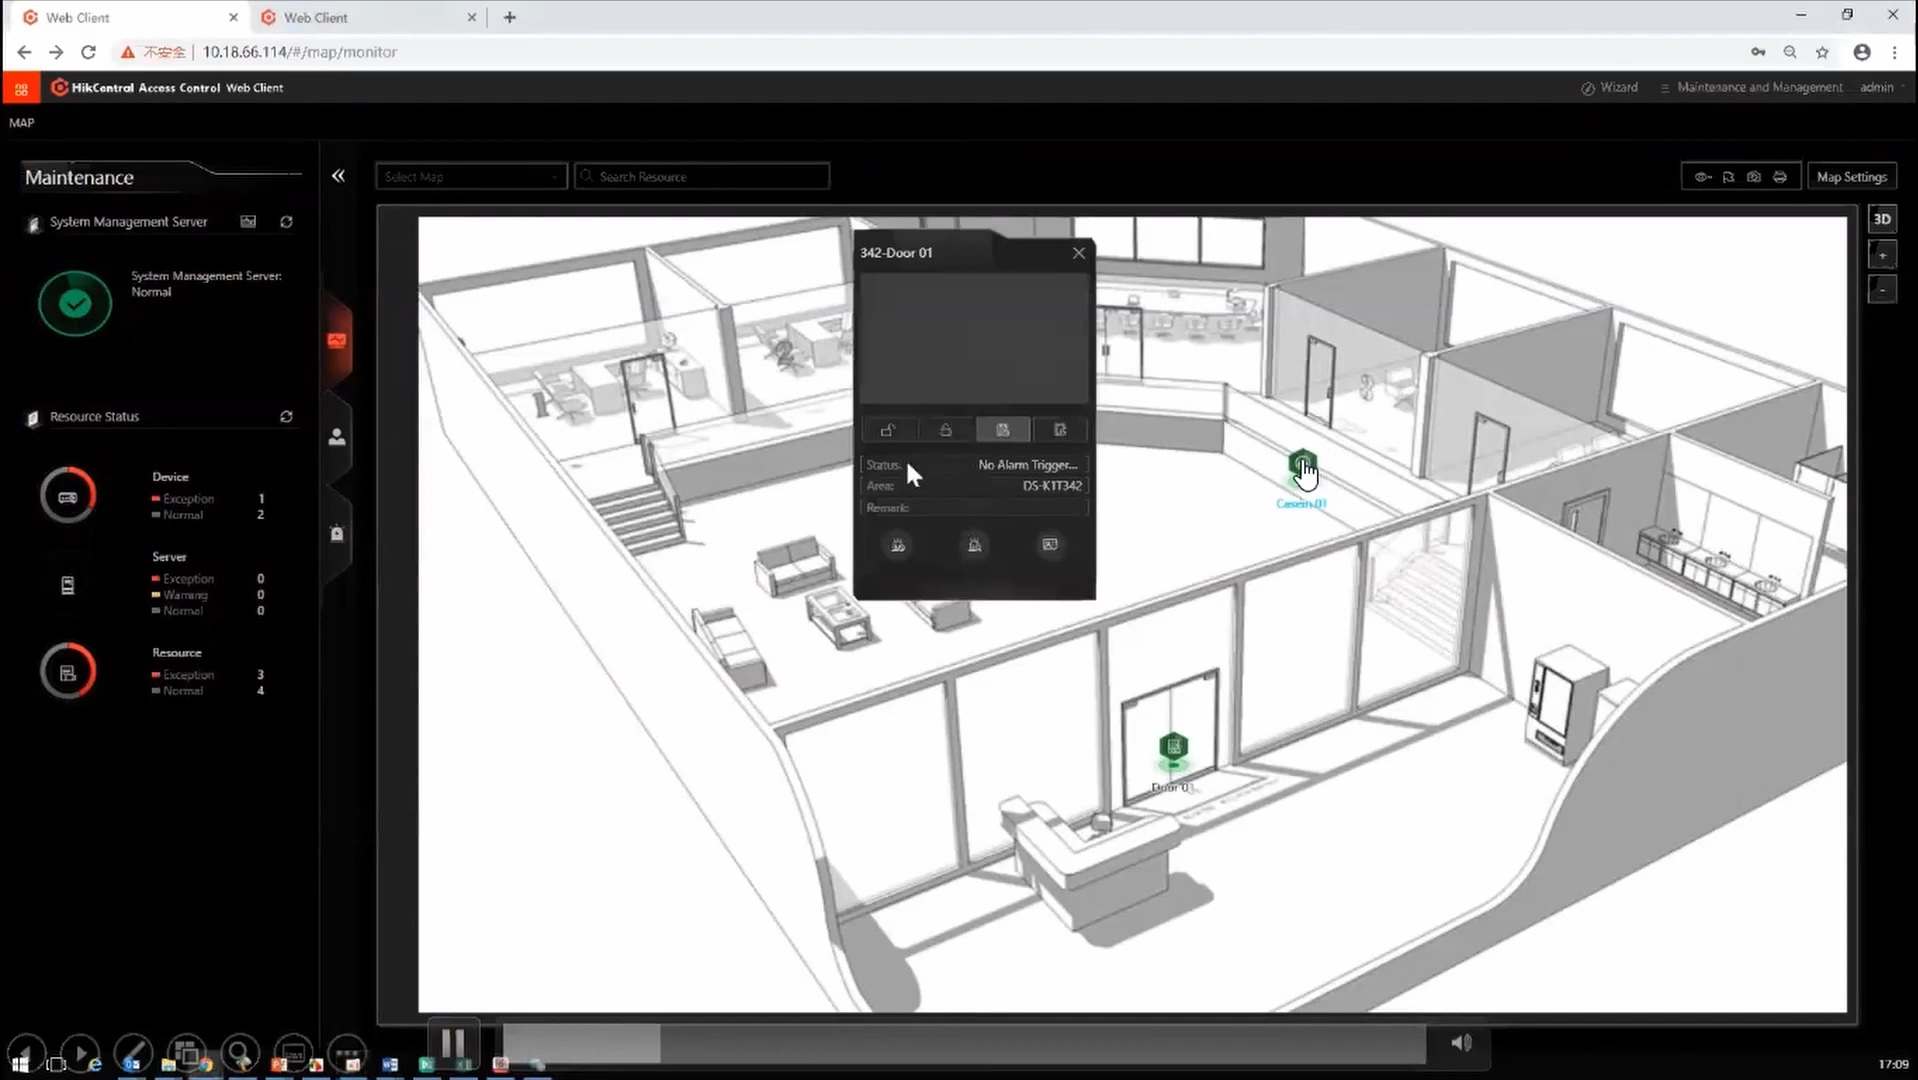 Web Client
Web Client
不安全
10.18.66.114/#/map/monitor
HikCentral Access Control Web Client
Wizard
Maintenance and Management
admin
MAP
Maintenance
Select Map
Search Resource
Map Settings
System Management Server
System Management Server:
Normal
3D
+
-
342-Door 01
Status:
No Alarm Trigger...
Area:
DS-K1T342
Remark:
Resource Status
Device
Exception 1
Normal 2
Server
Exception 0
Warning 0
Normal 0
Resource
Exception 3
Normal 4
Door 01
17:09